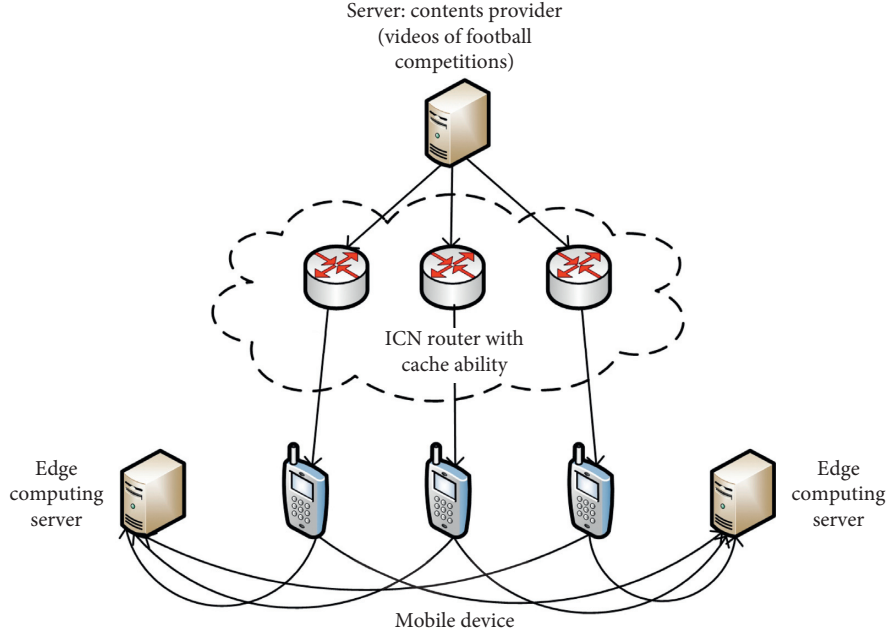 Server: contents provider
(videos of football
competitions)
ICN router with
cache ability
Edge
computing
server
Edge
computing
server
Mobile device